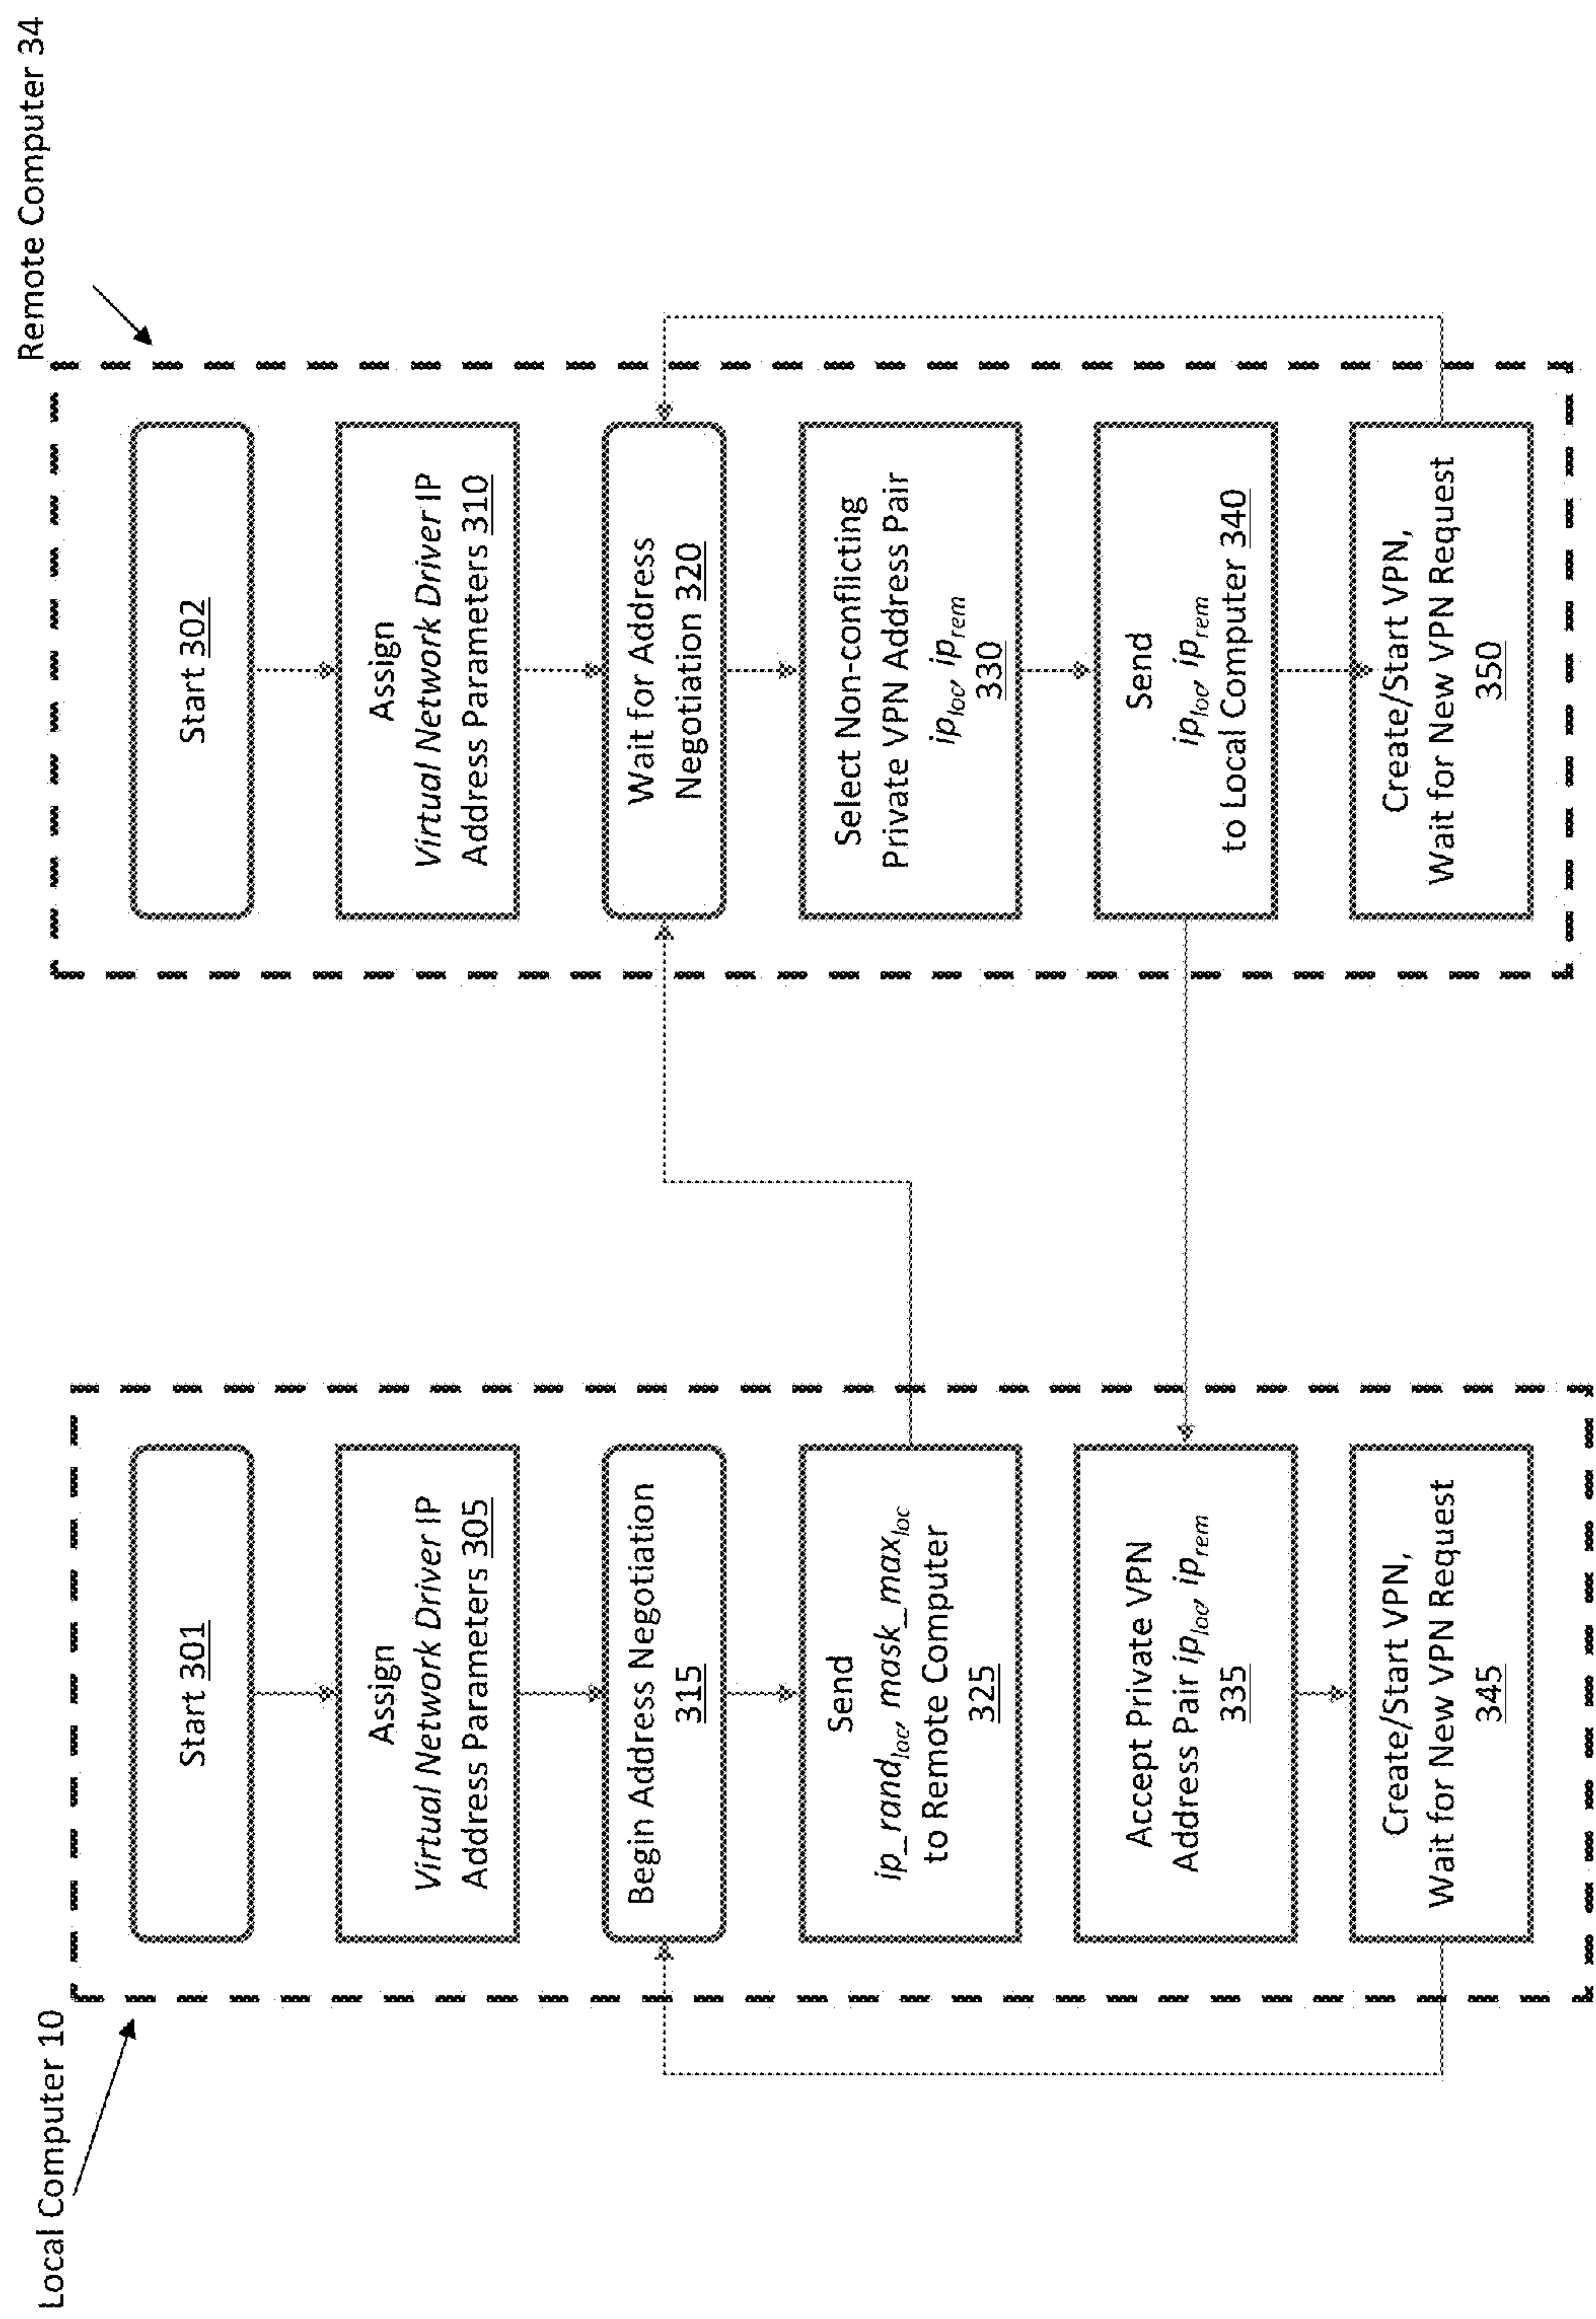 Local Computer 10
Start 301
Assign
Virtual Network Driver IP
Address Parameters 305
Begin Address Negotiation
315
Send
ip_rand_loc, mask_max_loc
to Remote Computer
325
Accept Private VPN
Address Pair ip_loc, ip_rem
335
Create/Start VPN,
Wait for New VPN Request
345
Remote Computer 34
Start 302
Assign
Virtual Network Driver IP
Address Parameters 310
Wait for Address
Negotiation 320
Select Non-conflicting
Private VPN Address Pair
ip_loc, ip_rem
330
Send
ip_loc, ip_rem
to Local Computer 340
Create/Start VPN,
Wait for New VPN Request
350